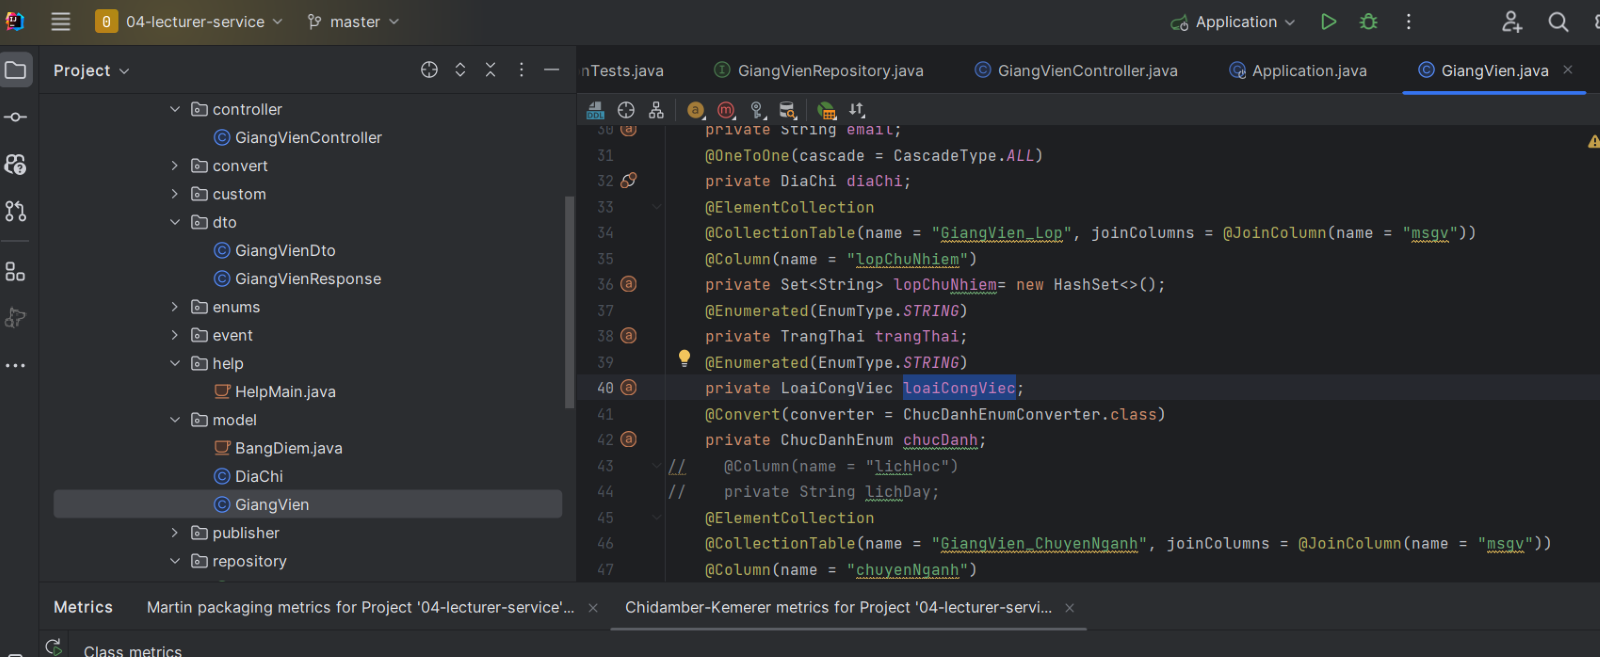 04-lecturer-service
master
Application
Project
nTests.java
GiangVienRepository.java
GiangVienController.java
Application.java
GiangVien.java
controller
GiangVienController
convert
custom
dto
GiangVienDto
GiangVienResponse
enums
event
help
HelpMain.java
model
BangDiem.java
DiaChi
GiangVien
publisher
repository
30 private String email;
31 @OneToOne(cascade = CascadeType.ALL)
32 private DiaChi diaChi;
33 @ElementCollection
34 @CollectionTable(name = "GiangVien_Lop", joinColumns = @JoinColumn(name = "msgv"))
35 @Column(name = "lopChuNhiem")
36 private Set<String> lopChuNhiem= new HashSet<>();
37 @Enumerated(EnumType.STRING)
38 private TrangThai trangThai;
39 @Enumerated(EnumType.STRING)
40 private LoaiCongViec loaiCongViec;
41 @Convert(converter = ChucDanhEnumConverter.class)
42 private ChucDanhEnum chucDanh;
43 // @Column(name = "lichHoc")
44 // private String lichDay;
45 @ElementCollection
46 @CollectionTable(name = "GiangVien_ChuyenNganh", joinColumns = @JoinColumn(name = "msgv"))
47 @Column(name = "chuyenNganh")
Metrics
Martin packaging metrics for Project '04-lecturer-service'...
Chidamber-Kemerer metrics for Project '04-lecturer-servi...
Class metrics